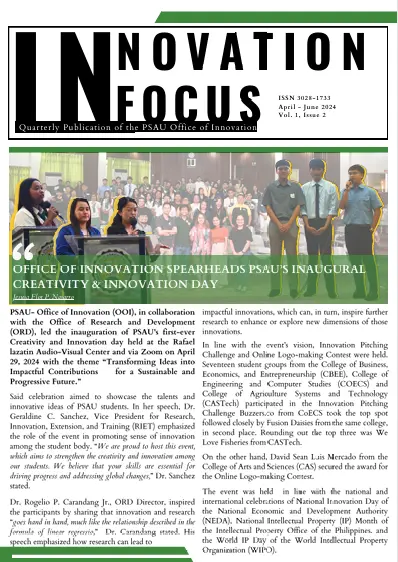 INNOVATION
IN FOCUS
ISSN 3028-1733
April - June 2024
Vol. 1, Issue 2
Quarterly Publication of the PSAU Office of Innovation
“
OFFICE OF INNOVATION SPEARHEADS PSAU'S INAUGURAL
CREATIVITY & INNOVATION DAY
Jessua Flor P. Navarro
PSAU- Office of Innovation (OOI), in collaboration
with the Office of Research and Development
(ORD), led the inauguration of PSAU's first-ever
Creativity and Innovation day held at the Rafael
lazatin Audio-Visual Center and via Zoom on April
29, 2024 with the theme “Transforming Ideas into
Impactful Contributions for a Sustainable and
Progressive Future.”
Said celebration aimed to showcase the talents and
innovative ideas of PSAU students. In her speech, Dr.
Geraldine C. Sanchez, Vice President for Research,
Innovation, Extension, and Training (RIET) emphasized
the role of the event in promoting sense of innovation
among the student body. “We are proud to host this event,
which aims to strengthen the creativity and innovation among
our students. We believe that your skills are essential for
driving progress and addressing global changes,” Dr. Sanchez
stated.
Dr. Rogelio P. Carandang Jr., ORD Director, inspired
the participants by sharing that innovation and research
“goes hand in hand, much like the relationship described in the
formula of linear regression,” Dr. Carandang stated. His
speech emphasized how research can lead to
impactful innovations, which can, in turn, inspire further
research to enhance or explore new dimensions of those
innovations.
In line with the event's vision, Innovation Pitching
Challenge and Online Logo-making Contest were held.
Seventeen student groups from the College of Business,
Economics, and Entrepreneurship (CBEE), College of
Engineering and Computer Studies (COECS) and
College of Agriculture Systems and Technology
(CASTech) participated in the Innovation Pitching
Challenge Buzzers.co from CoECS took the top spot
followed closely by Fusion Daisies from the same college,
in second place. Rounding out the top three was We
Love Fisheries from CASTech.
On the other hand, David Sean Luis Mercado from the
College of Arts and Sciences (CAS) secured the award for
the Online Logo-making Contest.
The event was held in line with the national and
international celebrations of National Innovation Day of
the National Economic and Development Authority
(NEDA), National Intellectual Property (IP) Month of
the Intellectual Property Office of the Philippines, and
the World IP Day of the World Intellectual Property
Organization (WIPO).